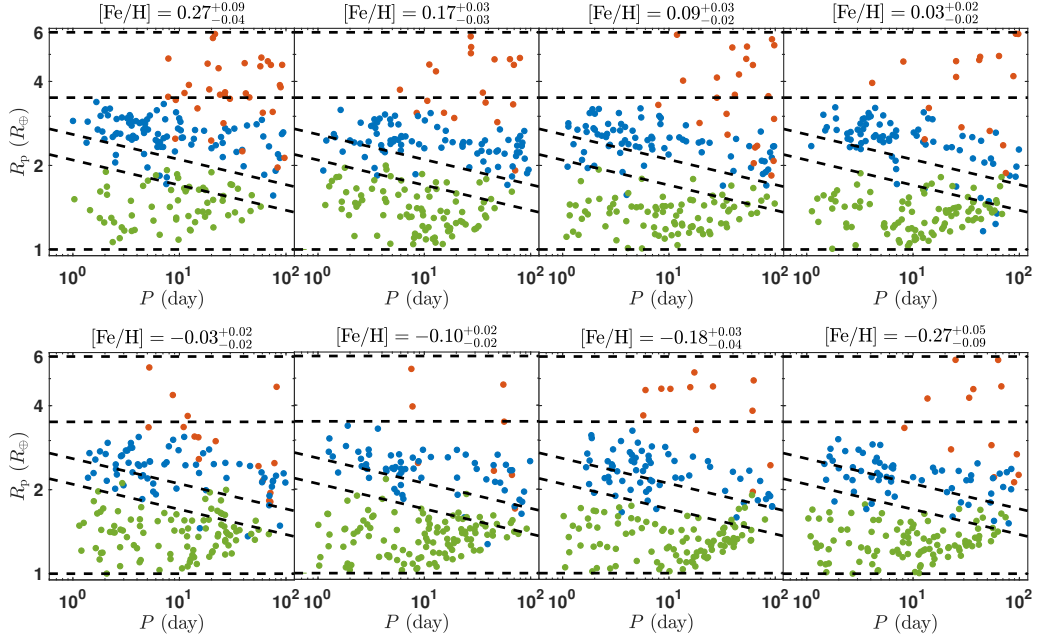 [Fe/H] = 0.27^{+0.09}_{-0.04} [Fe/H] = 0.17^{+0.03}_{-0.03} [Fe/H] = 0.09^{+0.03}_{-0.02} [Fe/H] = 0.03^{+0.02}_{-0.02}
6
4
2
1
R_p (R_⊕)
10^0 10^1 10^2 10^0 10^1 10^2 10^0 10^1 10^2 10^0 10^1 10^2
P (day) P (day) P (day) P (day)
[Fe/H] = −0.03^{+0.02}_{-0.02} [Fe/H] = −0.10^{+0.02}_{-0.02} [Fe/H] = −0.18^{+0.03}_{-0.04} [Fe/H] = −0.27^{+0.05}_{-0.09}
6
4
2
1
R_p (R_⊕)
10^0 10^1 10^2 10^0 10^1 10^2 10^0 10^1 10^2 10^0 10^1 10^2
P (day) P (day) P (day) P (day)